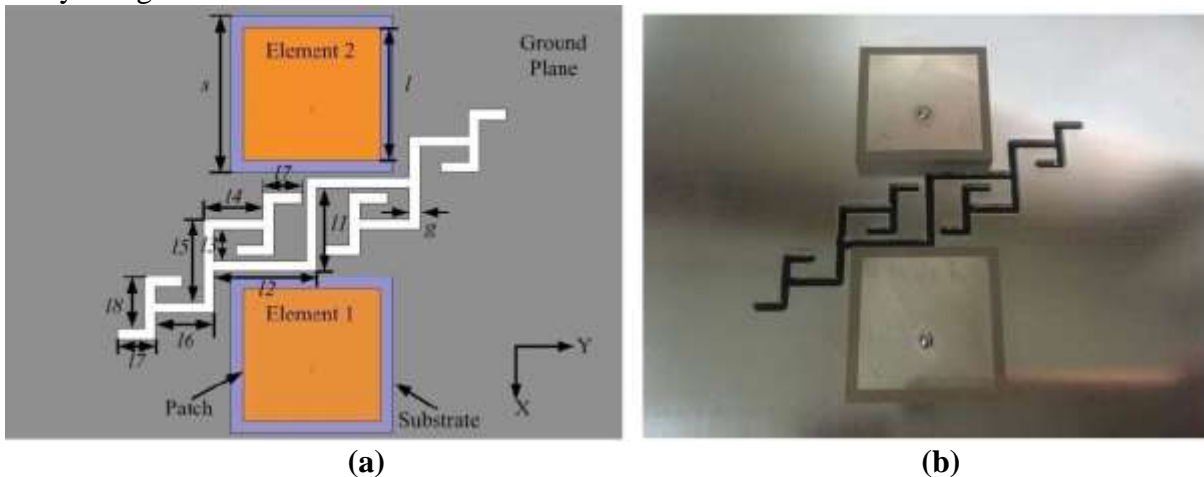 Element 2
Ground
Plane
s
l
l7
l4
l1
g
l5
l3
l2
l8
Element 1
l6
l7
Y
X
Patch
Substrate
(a)
(b)